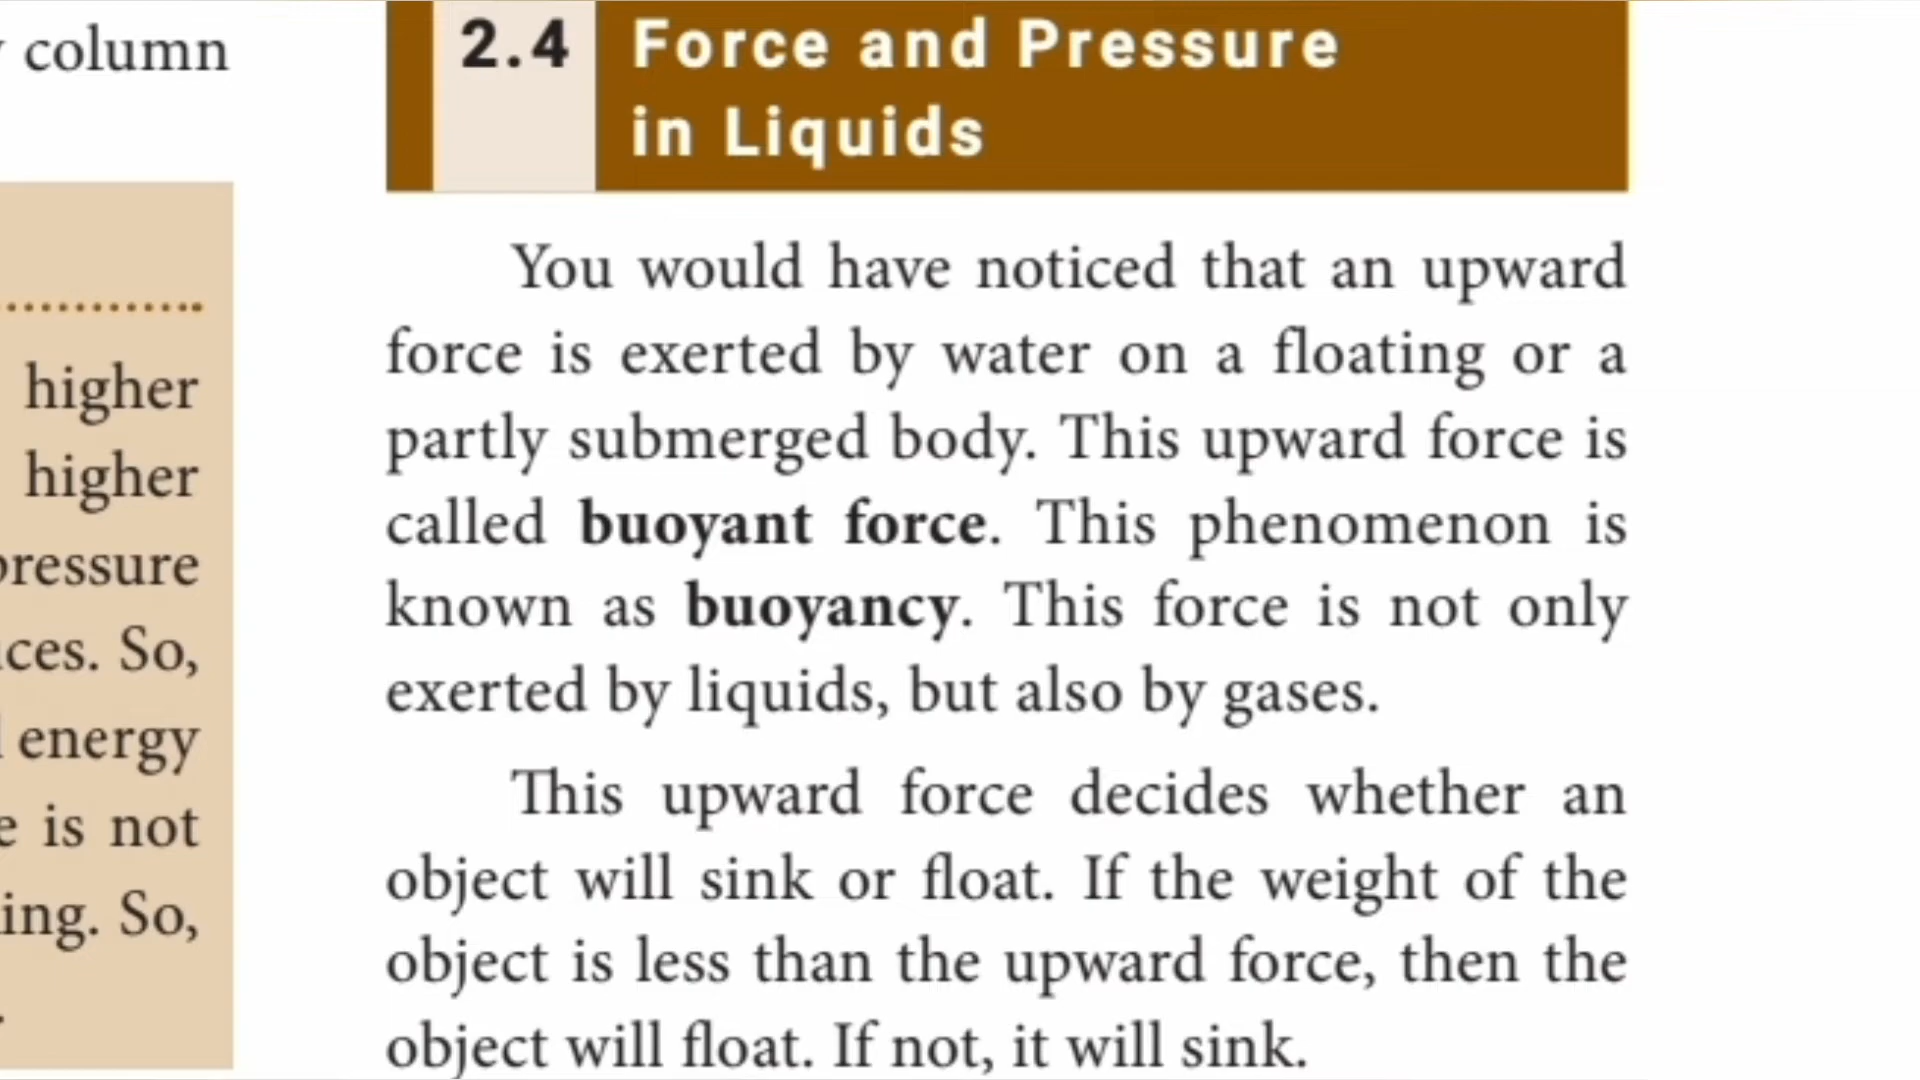 column
higher
higher
pressure
So,
energy
is not
So,
2.4 Force and Pressure
in Liquids
You would have noticed that an upward
force is exerted by water on a floating or a
partly submerged body. This upward force is
called buoyant force. This phenomenon is
known as buoyancy. This force is not only
exerted by liquids, but also by gases.
This upward force decides whether an
object will sink or float. If the weight of the
object is less than the upward force, then the
object will float. If not, it will sink.